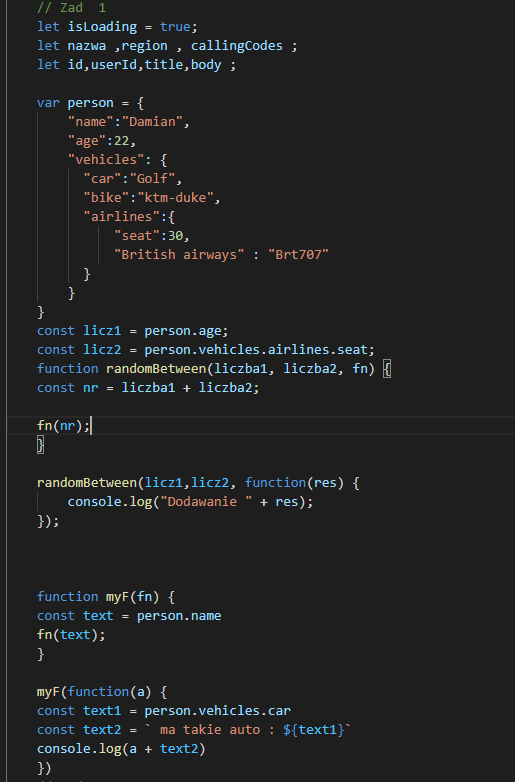 // Zad  1
let isLoading = true;
let nazwa ,region , callingCodes ;
let id,userId,title,body ;
var person = {
"name":"Damian",
"age":22,
"vehicles": {
"car":"Golf",
"bike":"ktm-duke",
"airlines":{
"seat":30,
"British airways" : "Brt707"
}
}
}
const licz1 = person.age;
const licz2 = person.vehicles.airlines.seat;
function randomBetween(liczba1, liczba2, fn) {
const nr = liczba1 + liczba2;
fn(nr);
}
randomBetween(licz1,licz2, function(res) {
console.log("Dodawanie " + res);
});
function myF(fn) {
const text = person.name
fn(text);
}
myF(function(a) {
const text1 = person.vehicles.car
const text2 = ` ma takie auto : ${text1}`
console.log(a + text2)
})